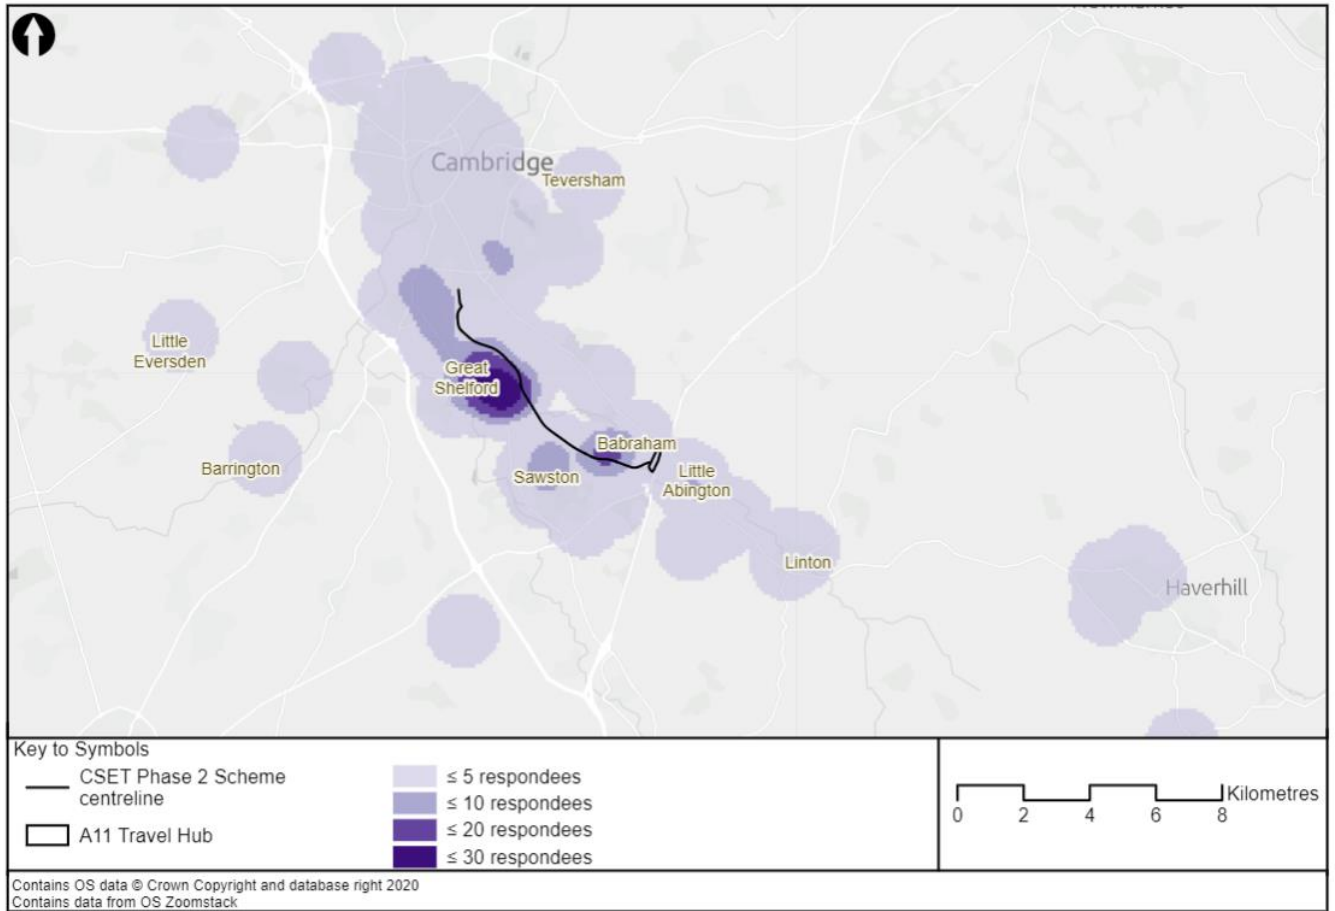 Cambridge
Teversham
Little
Eversden
Great
Shelford
Babraham
Barrington
Sawston
Little
Abington
Linton
Haverhill
Key to Symbols
CSET Phase 2 Scheme
centreline
A11 Travel Hub
≤ 5 respondees
≤ 10 respondees
≤ 20 respondees
≤ 30 respondees
0 2 4 6 8 Kilometres
Contains OS data © Crown Copyright and database right 2020
Contains data from OS Zoomstack